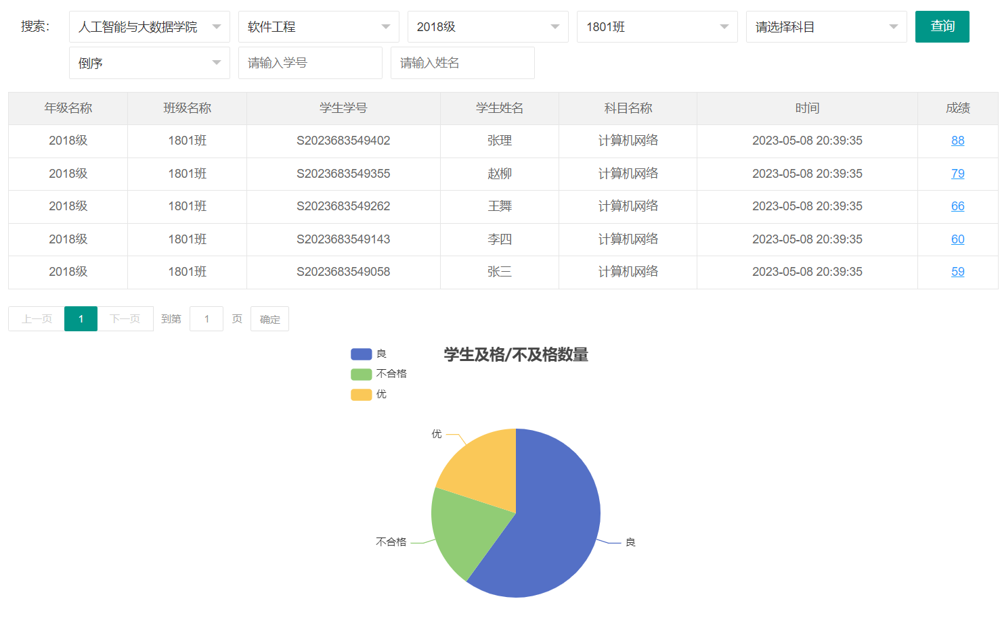 搜索: 人工智能与大数据学院 软件工程 2018级 1801班 请选择科目 查询
倒序 请输入学号 请输入姓名
年级名称 班级名称 学生学号 学生姓名 科目名称 时间 成绩
2018级 1801班 S2023683549402 张理 计算机网络 2023-05-08 20:39:35 88
2018级 1801班 S2023683549355 赵柳 计算机网络 2023-05-08 20:39:35 79
2018级 1801班 S2023683549262 王舞 计算机网络 2023-05-08 20:39:35 66
2018级 1801班 S2023683549143 李四 计算机网络 2023-05-08 20:39:35 60
2018级 1801班 S2023683549058 张三 计算机网络 2023-05-08 20:39:35 59
上一页 1 下一页 到第 1 页 确定
学生及格/不及格数量
良
不合格
优
优
不合格
良